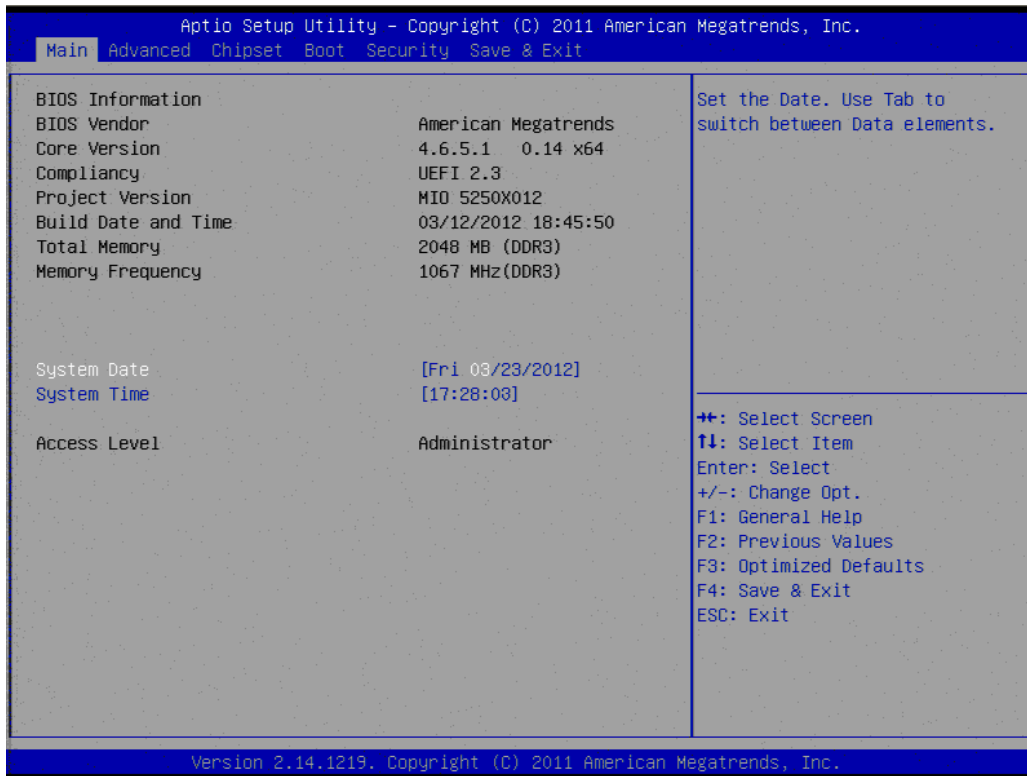 Aptio Setup Utility – Copyright (C) 2011 American Megatrends, Inc.
Main Advanced Chipset Boot Security Save & Exit
BIOS Information
BIOS Vendor American Megatrends
Core Version 4.6.5.1 0.14 x64
Compliancy UEFI 2.3
Project Version MIO 5250X012
Build Date and Time 03/12/2012 18:45:50
Total Memory 2048 MB (DDR3)
Memory Frequency 1067 MHz(DDR3)
System Date [Fri 03/23/2012]
System Time [17:28:03]
Access Level Administrator
Set the Date. Use Tab to
switch between Data elements.
→←: Select Screen
↑↓: Select Item
Enter: Select
+/-: Change Opt.
F1: General Help
F2: Previous Values
F3: Optimized Defaults
F4: Save & Exit
ESC: Exit
Version 2.14.1219. Copyright (C) 2011 American Megatrends, Inc.